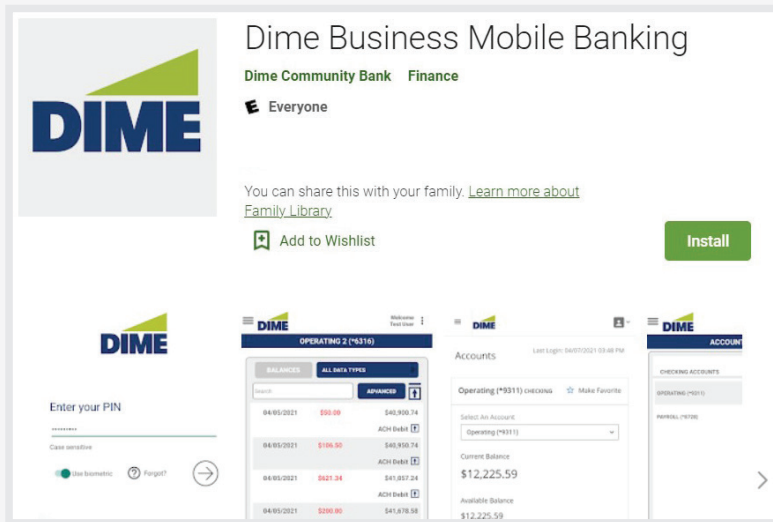 Dime Business Mobile Banking
DIME
Dime Community Bank Finance
E Everyone
You can share this with your family. Learn more about
Family Library
Add to Wishlist
Install
DIME
Enter your PIN
Case sensitive
Use biometric
Forgot?
DIME
Welcome
Test User
OPERATING 2 (*6316)
BALANCES
ALL DATA TYPES
Search
ADVANCED
04/05/2021 $50.00 $40,900.74
ACH Debit
04/05/2021 $106.50 $40,950.74
ACH Debit
04/05/2021 $621.34 $41,057.24
ACH Debit
04/05/2021 $200.00 $41,678.58
DIME
Accounts
Last Login: 04/07/2021 03:48 PM
Operating (*9311) CHECKING
Make Favorite
Select An Account
Operating (*9311)
Current Balance
$12,225.59
Available Balance
$12,225.59
DIME
ACCOUN
CHECKING ACCOUNTS
OPERATING (*9311)
PAYROLL (*6728)